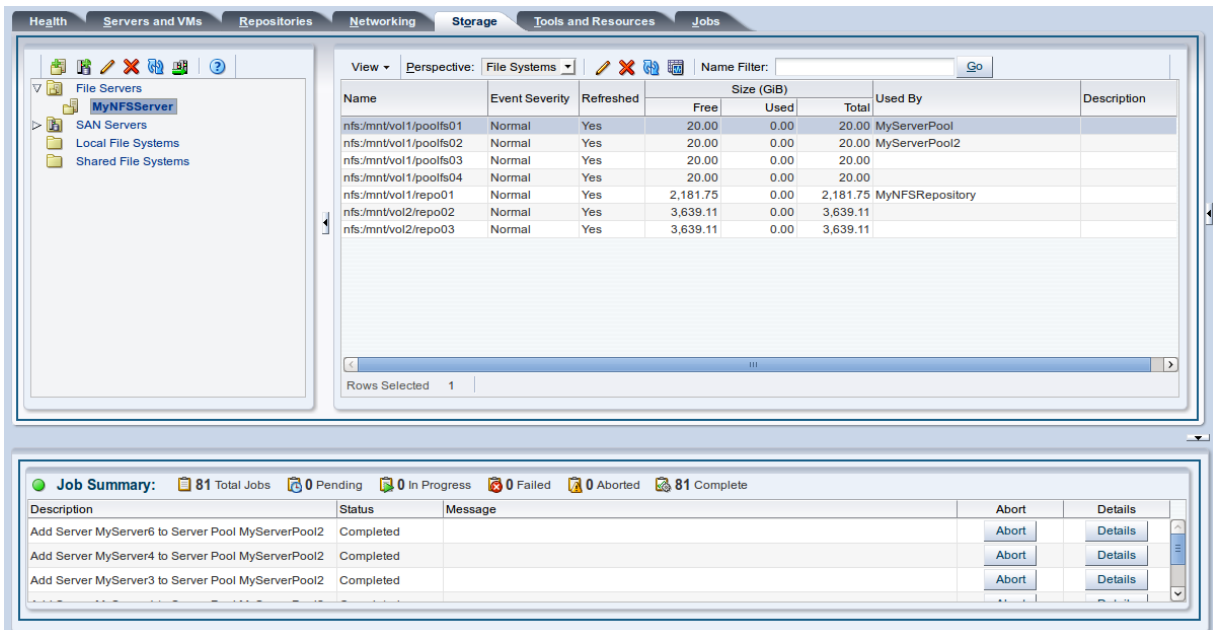 Health Servers and VMs Repositories Networking Storage Tools and Resources Jobs
View Perspective: File Systems Name Filter: Go
File Servers
MyNFSServer
SAN Servers
Local File Systems
Shared File Systems
Name Event Severity Refreshed Size (GiB) Used By Description
Free Used Total
nfs:/mnt/vol1/poolfs01 Normal Yes 20.00 0.00 20.00 MyServerPool
nfs:/mnt/vol1/poolfs02 Normal Yes 20.00 0.00 20.00 MyServerPool2
nfs:/mnt/vol1/poolfs03 Normal Yes 20.00 0.00 20.00
nfs:/mnt/vol1/poolfs04 Normal Yes 20.00 0.00 20.00
nfs:/mnt/vol1/repo01 Normal Yes 2,181.75 0.00 2,181.75 MyNFSRepository
nfs:/mnt/vol2/repo02 Normal Yes 3,639.11 0.00 3,639.11
nfs:/mnt/vol2/repo03 Normal Yes 3,639.11 0.00 3,639.11
Rows Selected 1
Job Summary: 81 Total Jobs 0 Pending 0 In Progress 0 Failed 0 Aborted 81 Complete
Description Status Message Abort Details
Add Server MyServer6 to Server Pool MyServerPool2 Completed Abort Details
Add Server MyServer4 to Server Pool MyServerPool2 Completed Abort Details
Add Server MyServer3 to Server Pool MyServerPool2 Completed Abort Details